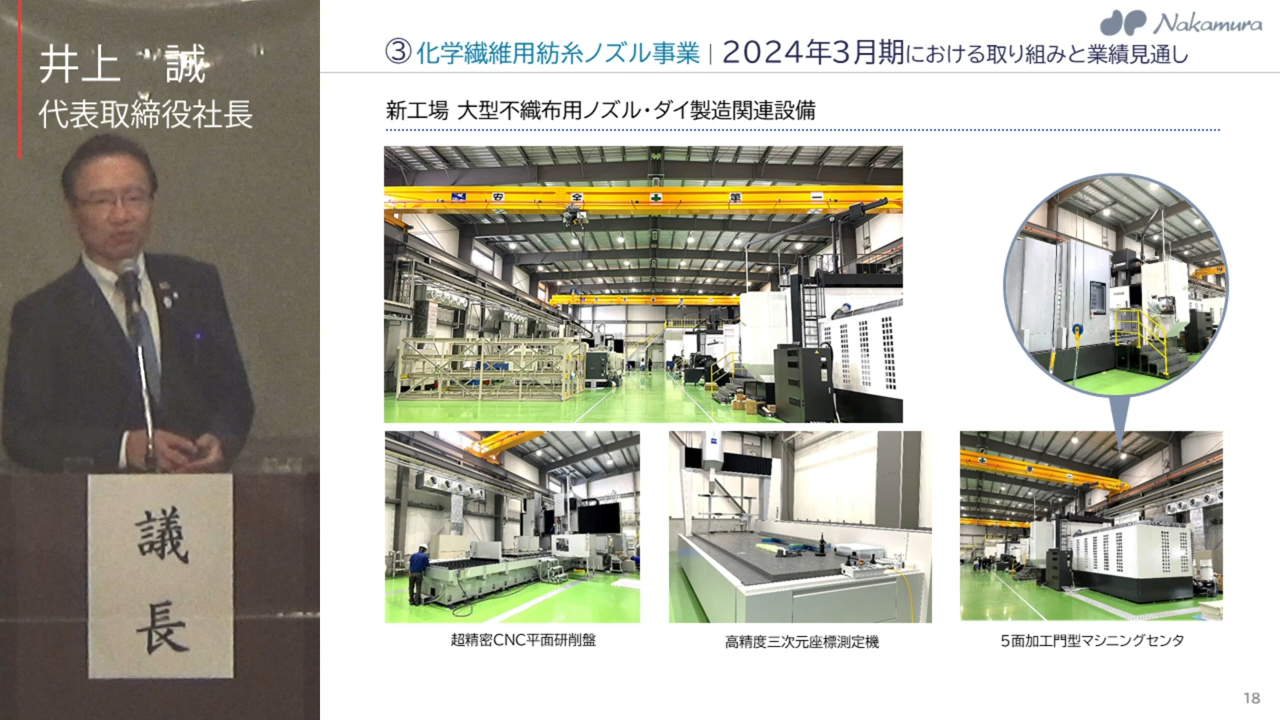 井上　誠
代表取締役社長
議
長
Nakamura
③ 化学繊維用紡糸ノズル事業 | 2024年3月期における取り組みと業績見通し
新工場 大型不織布用ノズル・ダイ製造関連設備
安 全 ＋ 第 一
超精密CNC平面研削盤
高精度三次元座標測定機
5面加工門型マシニングセンタ
18